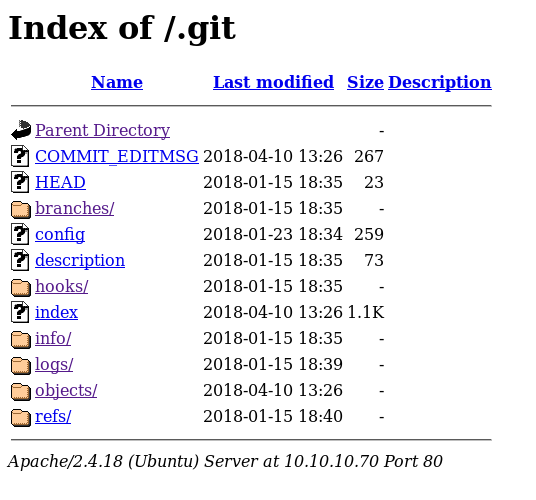 Index of /.git
Name Last modified Size Description
Parent Directory -
COMMIT_EDITMSG 2018-04-10 13:26 267
HEAD 2018-01-15 18:35 23
branches/ 2018-01-15 18:35 -
config 2018-01-23 18:34 259
description 2018-01-15 18:35 73
hooks/ 2018-01-15 18:35 -
index 2018-04-10 13:26 1.1K
info/ 2018-01-15 18:35 -
logs/ 2018-01-15 18:39 -
objects/ 2018-04-10 13:26 -
refs/ 2018-01-15 18:40 -
Apache/2.4.18 (Ubuntu) Server at 10.10.10.70 Port 80